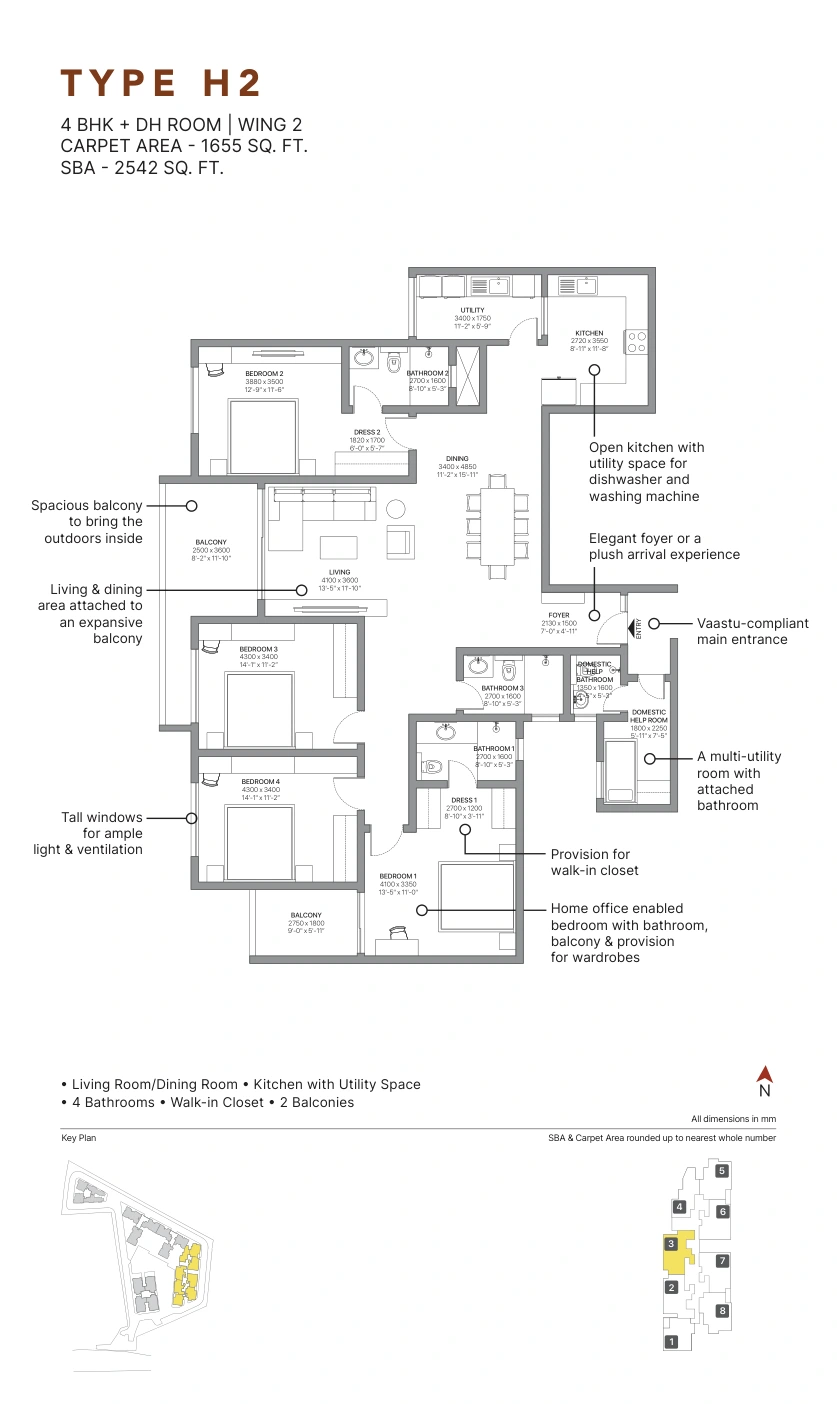 TYPE H2
4 BHK + DH ROOM | WING 2
CARPET AREA - 1655 SQ. FT.
SBA - 2542 SQ. FT.
UTILITY
3400 x 1750
11'-2" x 5'-9"
KITCHEN
2720 x 3550
8'-11" x 11'-8"
BEDROOM 2
3880 x 3500
12'-9" x 11'-6"
BATHROOM 2
2700 x 1600
8'-10" x 5'-3"
DRESS 2
1820 x 1700
6'-0" x 5'-7"
DINING
3400 x 4850
11'-2" x 15'-11"
Open kitchen with
utility space for
dishwasher and
washing machine
Spacious balcony
to bring the
outdoors inside
BALCONY
2500 x 3600
8'-2" x 11'-10"
Elegant foyer or a
plush arrival experience
LIVING
4100 x 3600
13'-5" x 11'-10"
Living & dining
area attached to
an expansive
balcony
FOYER
2130 x 1500
7'-0" x 4'-11"
ENTRY
Vaastu-compliant
main entrance
BEDROOM 3
4300 x 3400
14'-1" x 11'-2"
BATHROOM 3
2700 x 1600
8'-10" x 5'-3"
DOMESTIC
HELP
BATHROOM
1350 x 1600
DOMESTIC
HELP ROOM
1800 x 2250
5'-11" x 7'-5"
BATHROOM 1
2700 x 1600
8'-10" x 5'-3"
A multi-utility
room with
attached
bathroom
BEDROOM 4
4300 x 3400
14'-1" x 11'-2"
DRESS 1
2700 x 1200
8'-10" x 3'-11"
Tall windows
for ample
light & ventilation
Provision for
walk-in closet
BEDROOM 1
4100 x 3350
13'-5" x 11'-0"
BALCONY
2750 x 1800
9'-0" x 5'-11"
Home office enabled
bedroom with bathroom,
balcony & provision
for wardrobes
• Living Room/Dining Room • Kitchen with Utility Space
• 4 Bathrooms • Walk-in Closet • 2 Balconies
N
All dimensions in mm
Key Plan
SBA & Carpet Area rounded up to nearest whole number
5
4
6
3
7
2
8
1